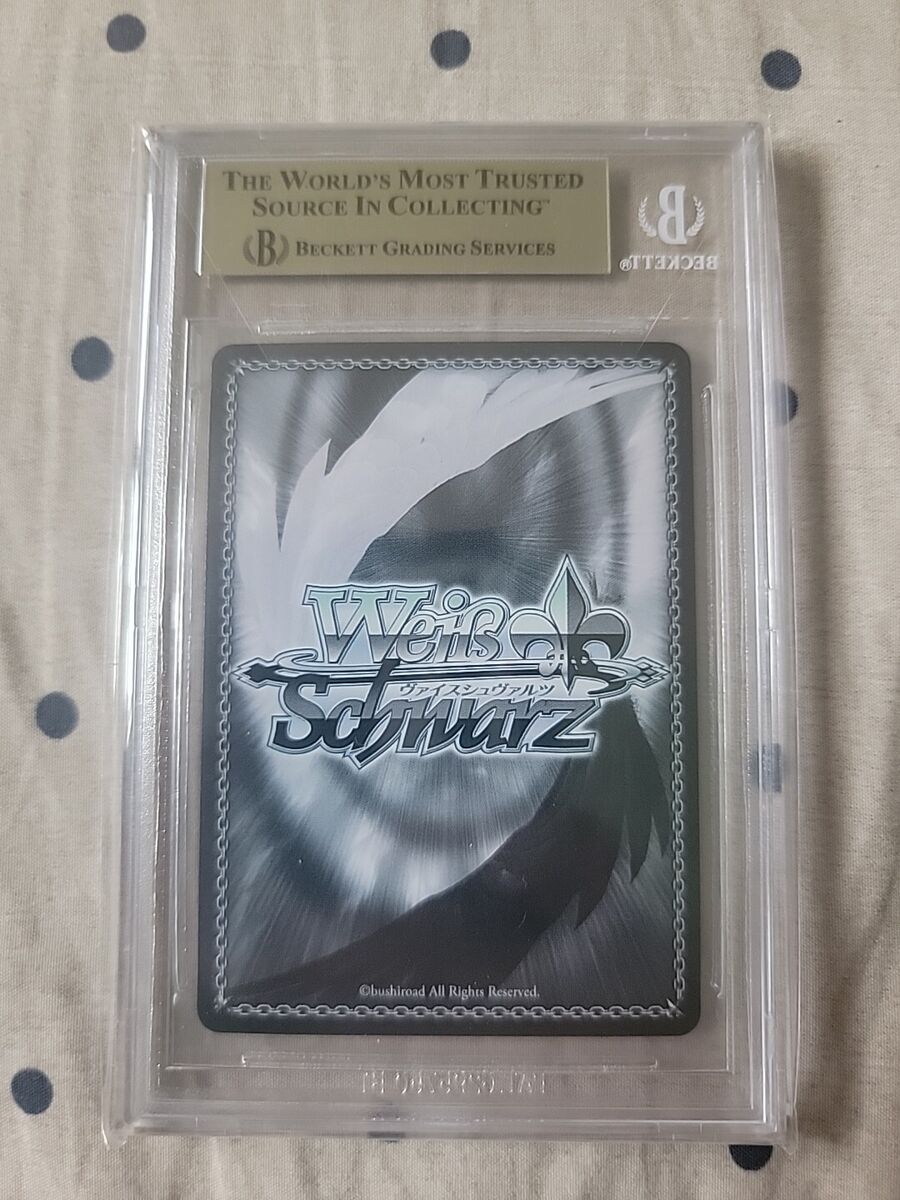 THE WORLD'S MOST TRUSTED
SOURCE IN COLLECTING™
B BECKETT GRADING SERVICES
B
BECKETT®
Weiß
ヴァイスシュヴァルツ
Schwarz
©bushiroad All Rights Reserved.